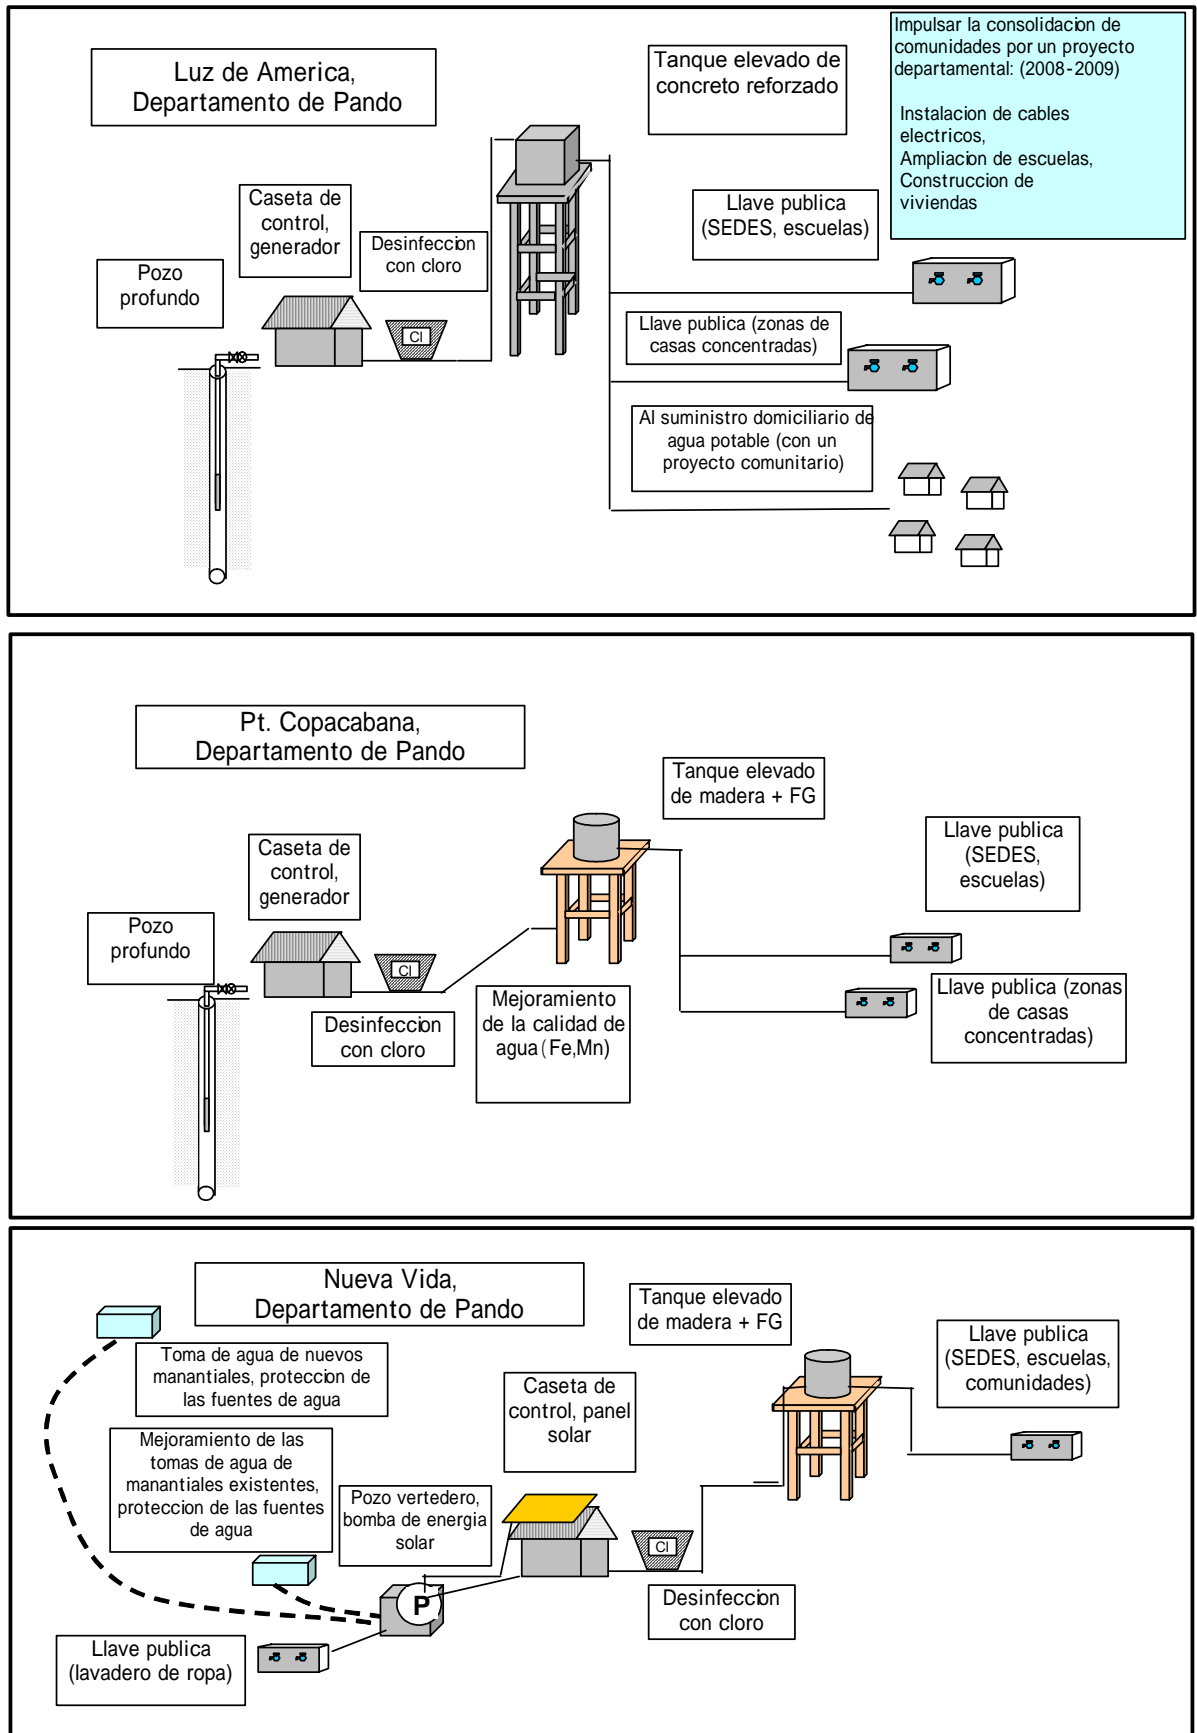 Luz de America,
Departamento de Pando
Tanque elevado de
concreto reforzado
Impulsar la consolidacion de
comunidades por un proyecto
departamental: (2008-2009)
Instalacion de cables
electricos,
Ampliacion de escuelas,
Construccion de
viviendas
Caseta de
control,
generador
Desinfeccion
con cloro
Llave publica
(SEDES, escuelas)
Pozo
profundo
Cl
Llave publica (zonas de
casas concentradas)
Al suministro domiciliario de
agua potable (con un
proyecto comunitario)
Pt. Copacabana,
Departamento de Pando
Tanque elevado
de madera + FG
Caseta de
control,
generador
Llave publica
(SEDES,
escuelas)
Pozo
profundo
Cl
Desinfeccion
con cloro
Mejoramiento
de la calidad de
agua(Fe,Mn)
Llave publica (zonas
de casas
concentradas)
Nueva Vida,
Departamento de Pando
Tanque elevado
de madera + FG
Llave publica
(SEDES, escuelas,
comunidades)
Toma de agua de nuevos
manantiales, proteccion de
las fuentes de agua
Caseta de
control, panel
solar
Mejoramiento de las
tomas de agua de
manantiales existentes,
proteccion de las fuentes
de agua
Pozo vertedero,
bomba de energia
solar
Cl
P
Desinfeccion
con cloro
Llave publica
(lavadero de ropa)